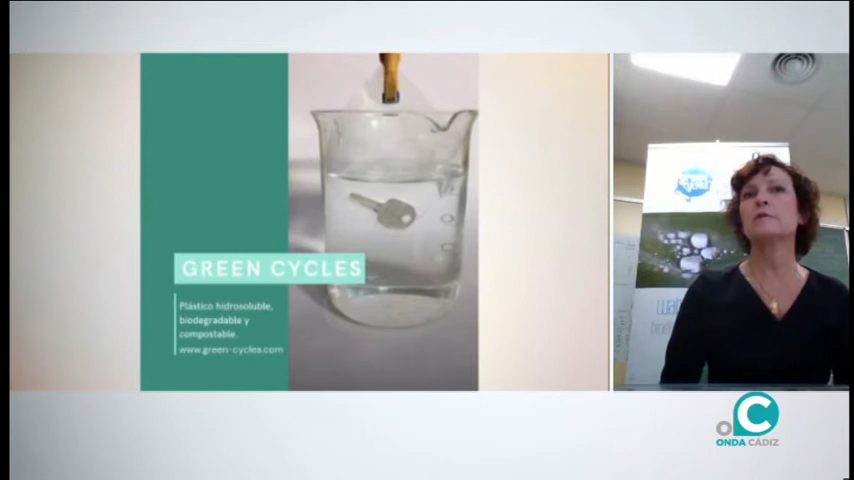 GREEN CYCLES
Plástico hidrosoluble,
biodegradable y
compostable.
www.green-cycles.com
ONDA CÁDIZ